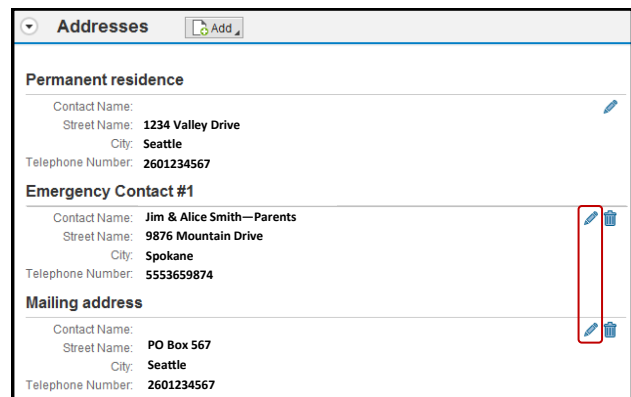 Addresses Add
Permanent residence
Contact Name:
Street Name: 1234 Valley Drive
City: Seattle
Telephone Number: 2601234567
Emergency Contact #1
Contact Name: Jim & Alice Smith—Parents
Street Name: 9876 Mountain Drive
City: Spokane
Telephone Number: 5553659874
Mailing address
Contact Name:
Street Name: PO Box 567
City: Seattle
Telephone Number: 2601234567